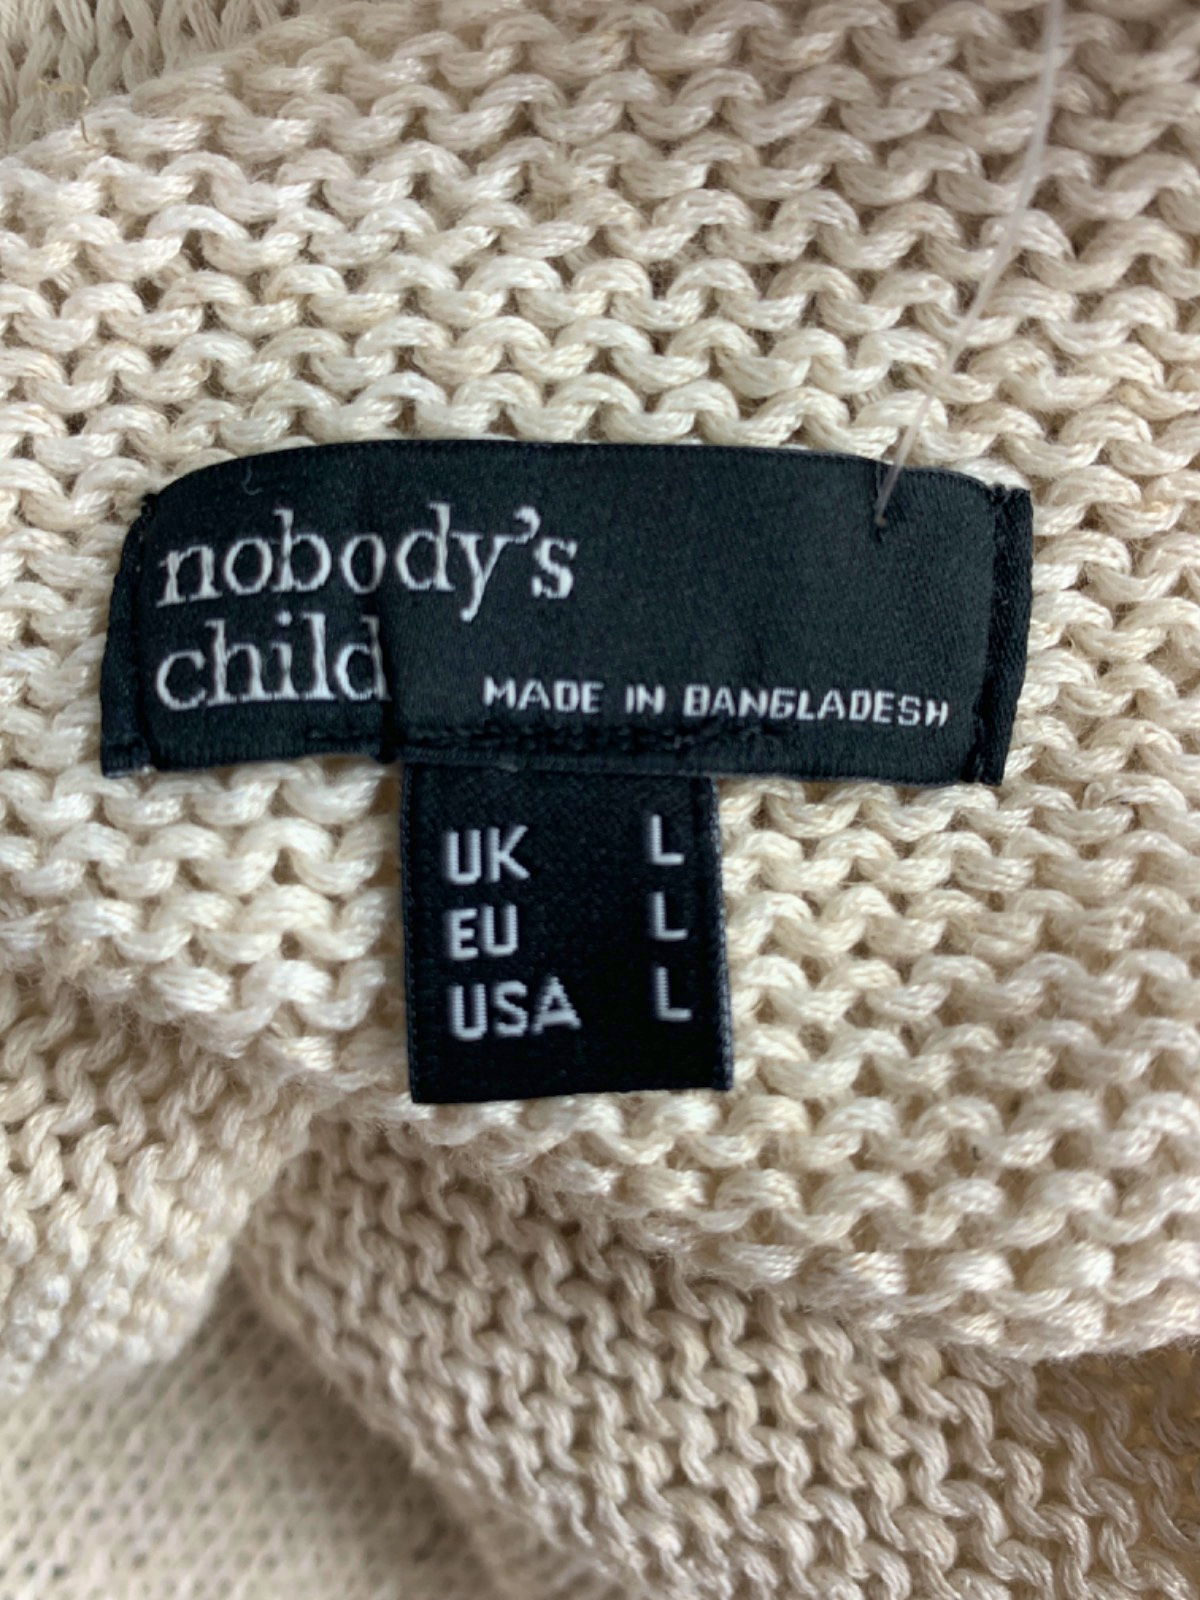 nobody's
child
MADE IN BANGLADESH
UK L
EU L
USA L